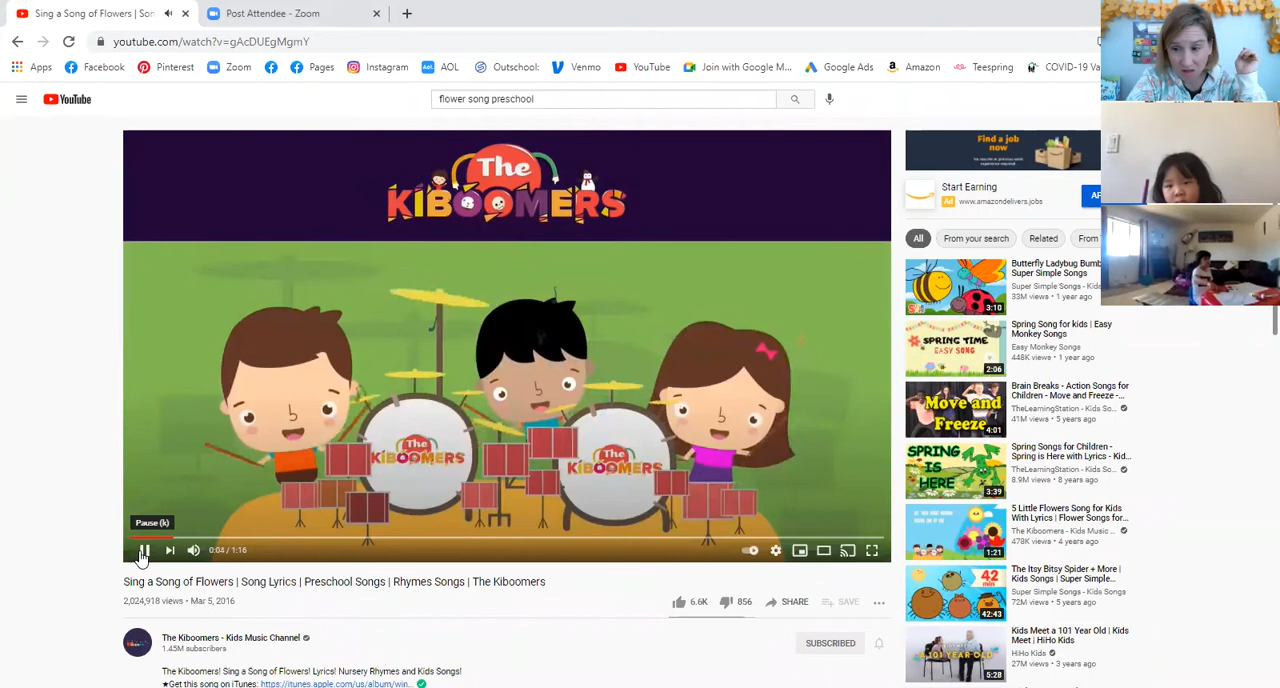 Sing a Song of Flowers | Son
Post Attendee - Zoom
youtube.com/watch?v=gAcDUEgMgmY
Apps Facebook Pinterest Zoom Pages Instagram AOL Outschool: Venmo YouTube Join with Google M... Google Ads Amazon Teespring COVID-19 Va
YouTube
flower song preschool
The
KIBOOMERS
The
KIBOOMERS
The
KIBOOMERS
Pause (k)
0:04 / 1:16
Sing a Song of Flowers | Song Lyrics | Preschool Songs | Rhymes Songs | The Kiboomers
2,024,918 views • Mar 5, 2016
6.6K 856 SHARE SAVE
The Kiboomers - Kids Music Channel
1.45M subscribers
SUBSCRIBED
The Kiboomers! Sing a Song of Flowers! Lyrics! Nursery Rhymes and Kids Songs!
★Get this song on iTunes: https://itunes.apple.com/us/album/win...
Find a job
now
Start Earning
Ad www.amazondelivers.jobs
AP
All From your search Related From
Butterfly Ladybug Bumb
Super Simple Songs
Super Simple Songs - Kids
33M views • 1 year ago
3:10
SPRING TIME
EASY SONG
2:06
Spring Song for kids | Easy
Monkey Songs
Easy Monkey Songs
448K views • 1 year ago
Move and
Freeze
4:01
Brain Breaks - Action Songs for
Children - Move and Freeze -...
TheLearningStation - Kids So...
41M views • 5 years ago
SPRING
IS
HERE
3:39
Spring Songs for Children -
Spring is Here with Lyrics - Kid...
TheLearningStation - Kids So...
8.9M views • 8 years ago
1:21
5 Little Flowers Song for Kids
With Lyrics | Flower Songs for...
The Kiboomers - Kids Music ...
478K views • 4 years ago
42
min
42:43
The Itsy Bitsy Spider + More |
Kids Songs | Super Simple...
Super Simple Songs - Kids Songs
72M views • 5 years ago
A 101 YEAR OLD
5:28
Kids Meet a 101 Year Old | Kids
Meet | HiHo Kids
HiHo Kids
27M views • 3 years ago